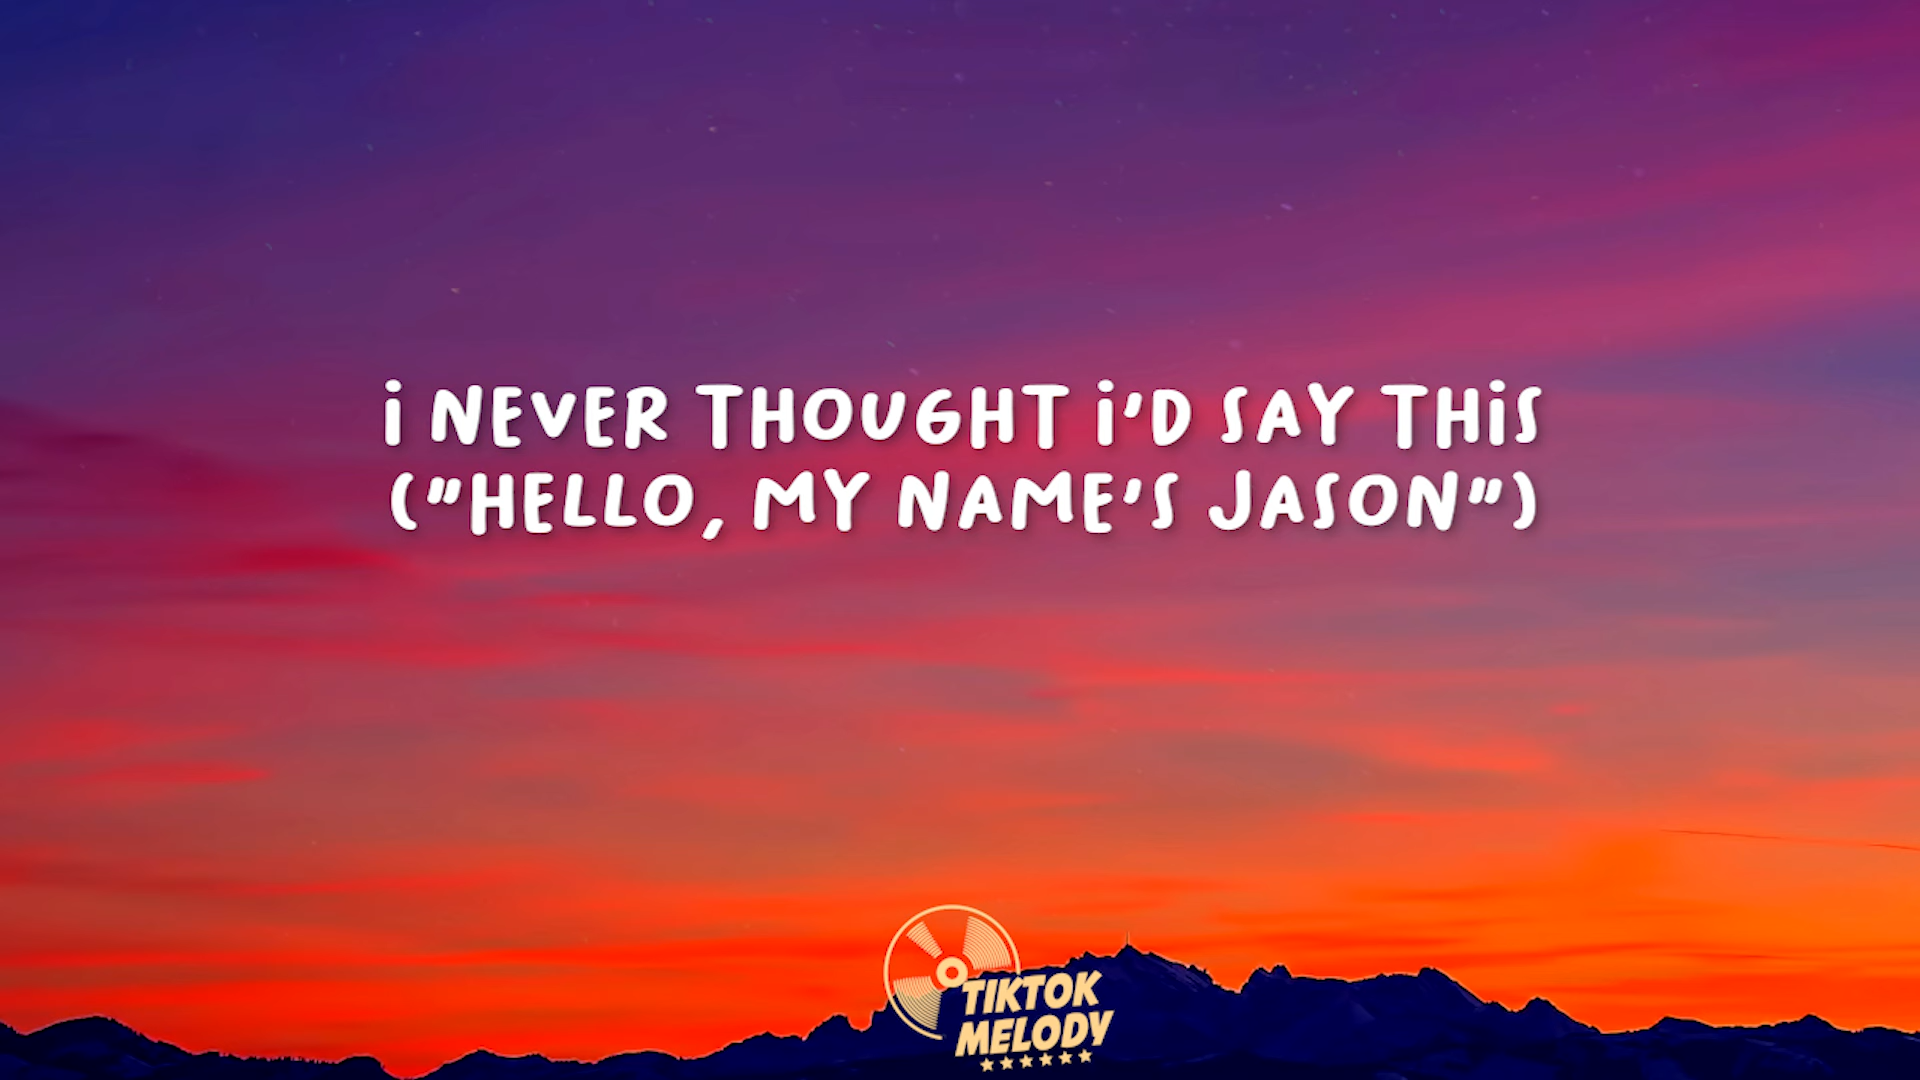 I NEVER THOUGHT I'D SAY THIS
("HELLO, MY NAME'S JASON")
TIKTOK
MELODY